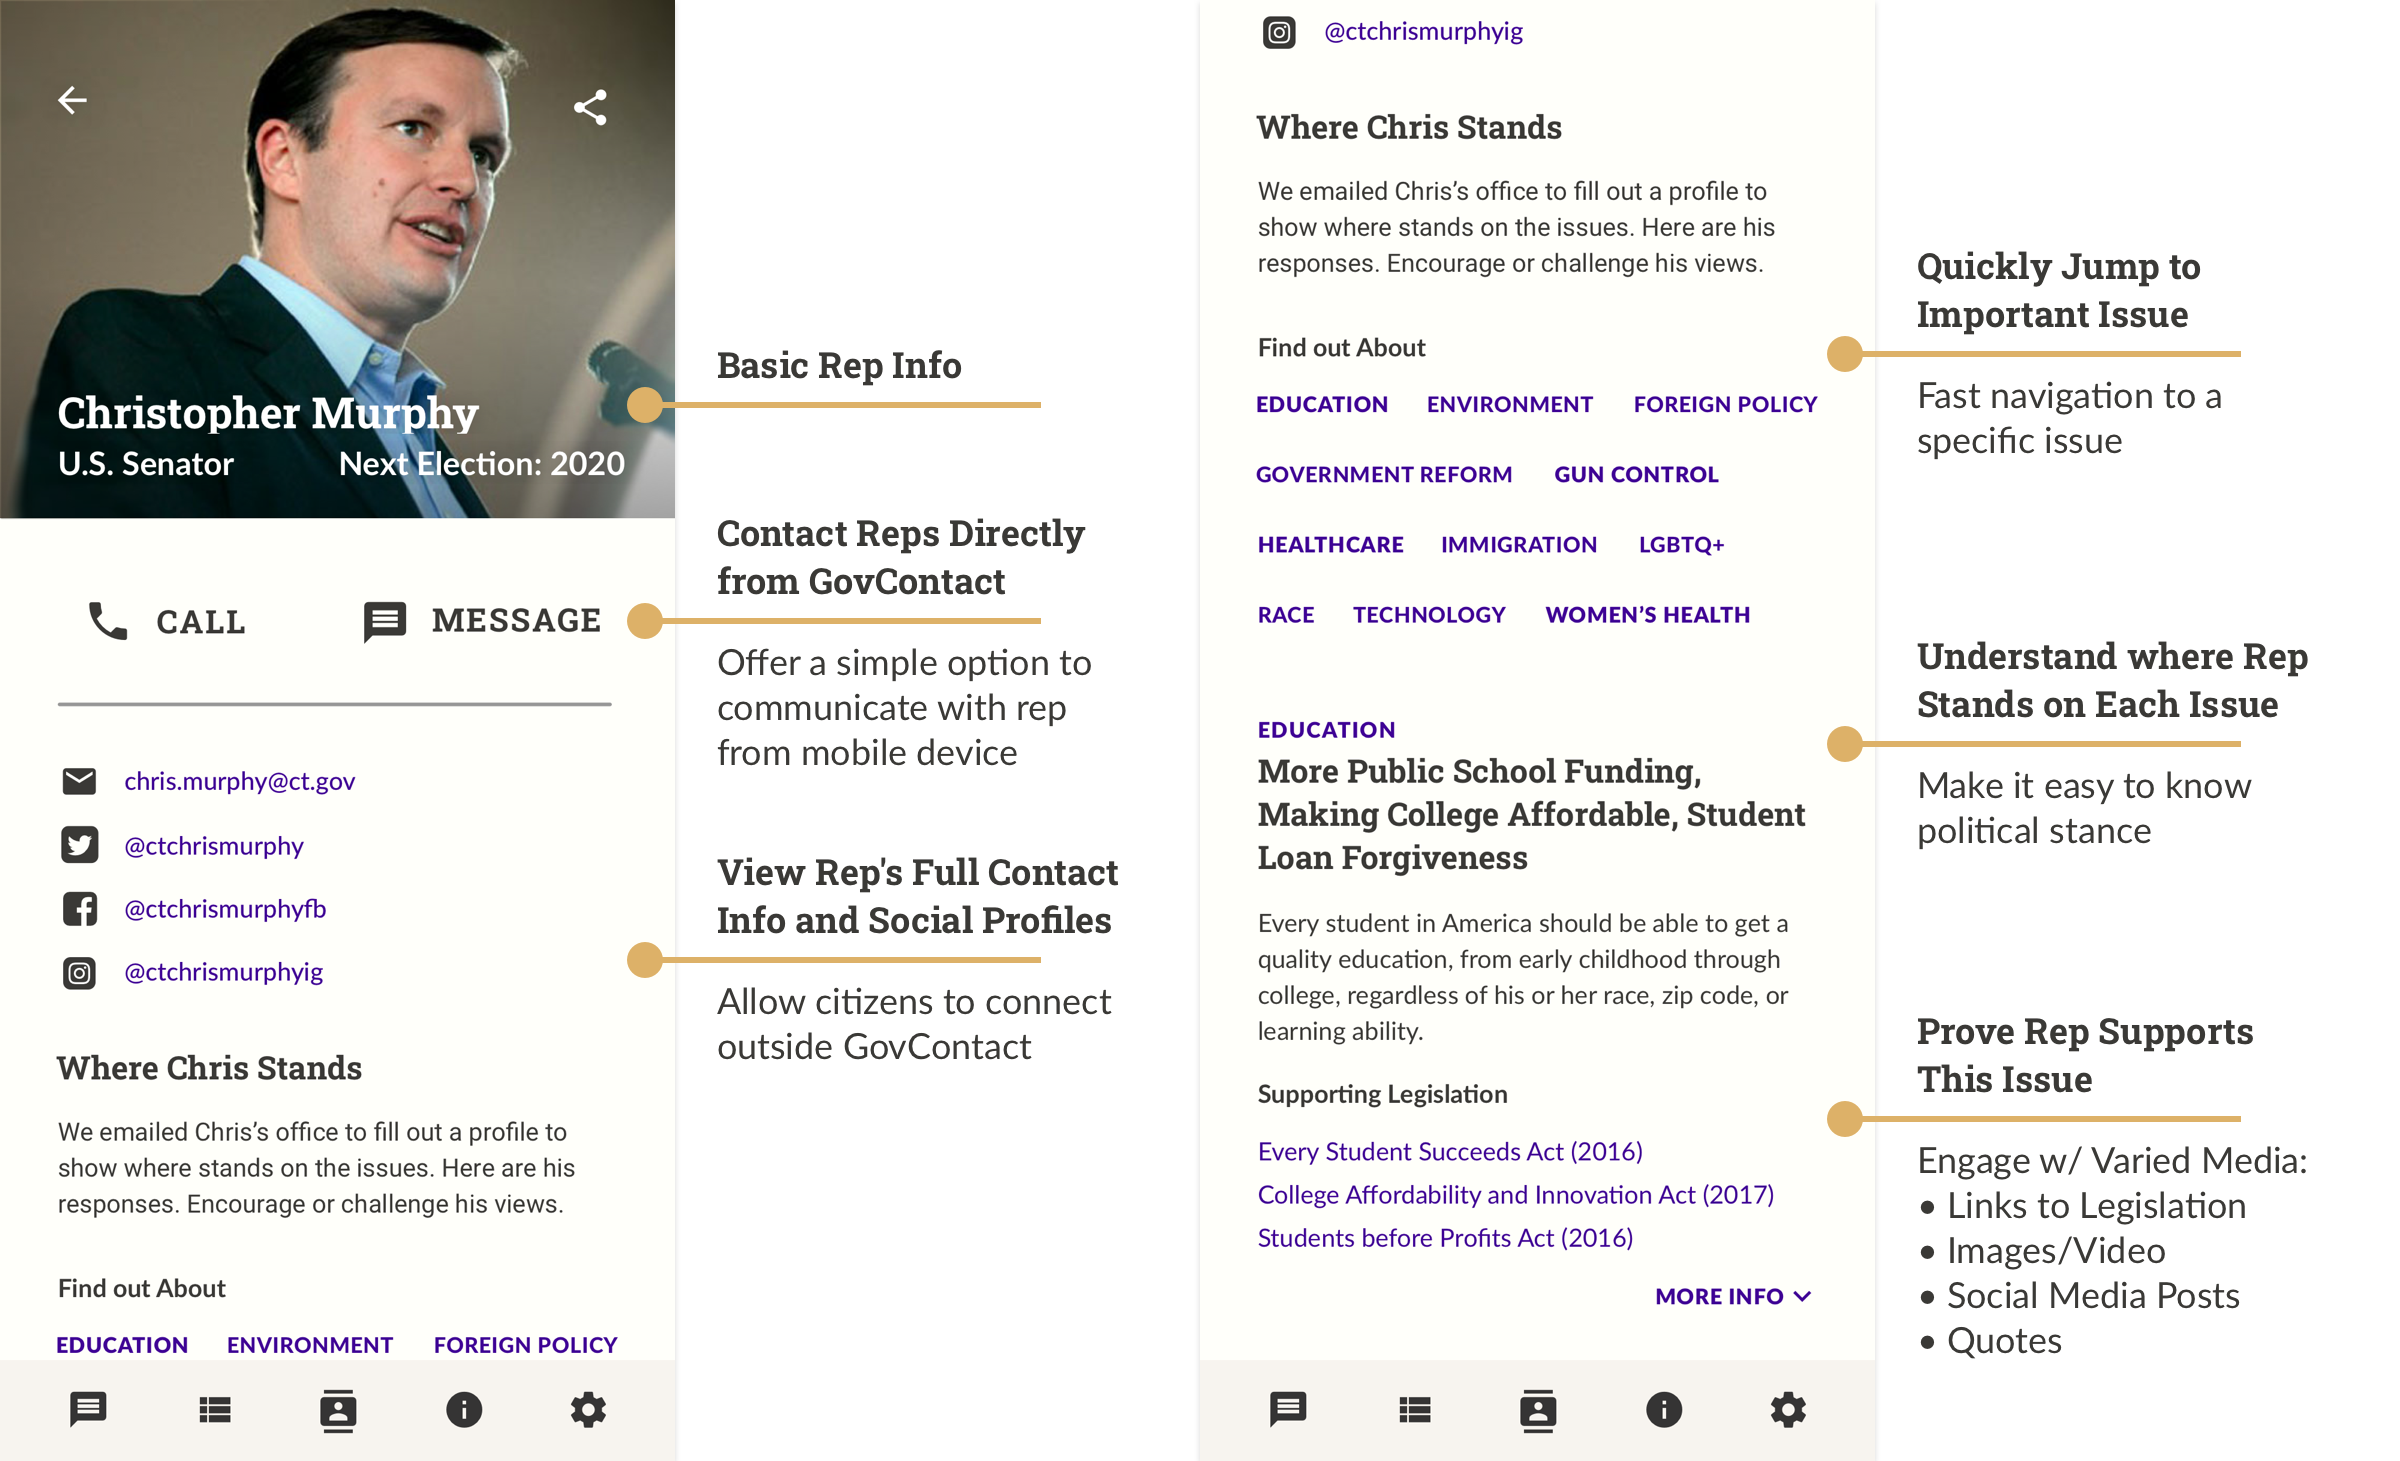 Christopher Murphy
U.S. Senator Next Election: 2020
CALL MESSAGE
chris.murphy@ct.gov
@ctchrismurphy
@ctchrismurphyfb
@ctchrismurphyig
Where Chris Stands
We emailed Chris’s office to fill out a profile to
show where stands on the issues. Here are his
responses. Encourage or challenge his views.
Find out About
EDUCATION ENVIRONMENT FOREIGN POLICY
Basic Rep Info
Contact Reps Directly
from GovContact
Offer a simple option to
communicate with rep
from mobile device
View Rep's Full Contact
Info and Social Profiles
Allow citizens to connect
outside GovContact
@ctchrismurphyig
Where Chris Stands
We emailed Chris’s office to fill out a profile to
show where stands on the issues. Here are his
responses. Encourage or challenge his views.
Find out About
EDUCATION ENVIRONMENT FOREIGN POLICY
GOVERNMENT REFORM GUN CONTROL
HEALTHCARE IMMIGRATION LGBTQ+
RACE TECHNOLOGY WOMEN’S HEALTH
EDUCATION
More Public School Funding,
Making College Affordable, Student
Loan Forgiveness
Every student in America should be able to get a
quality education, from early childhood through
college, regardless of his or her race, zip code, or
learning ability.
Supporting Legislation
Every Student Succeeds Act (2016)
College Affordability and Innovation Act (2017)
Students before Profits Act (2016)
MORE INFO
Quickly Jump to
Important Issue
Fast navigation to a
specific issue
Understand where Rep
Stands on Each Issue
Make it easy to know
political stance
Prove Rep Supports
This Issue
Engage w/ Varied Media:
• Links to Legislation
• Images/Video
• Social Media Posts
• Quotes